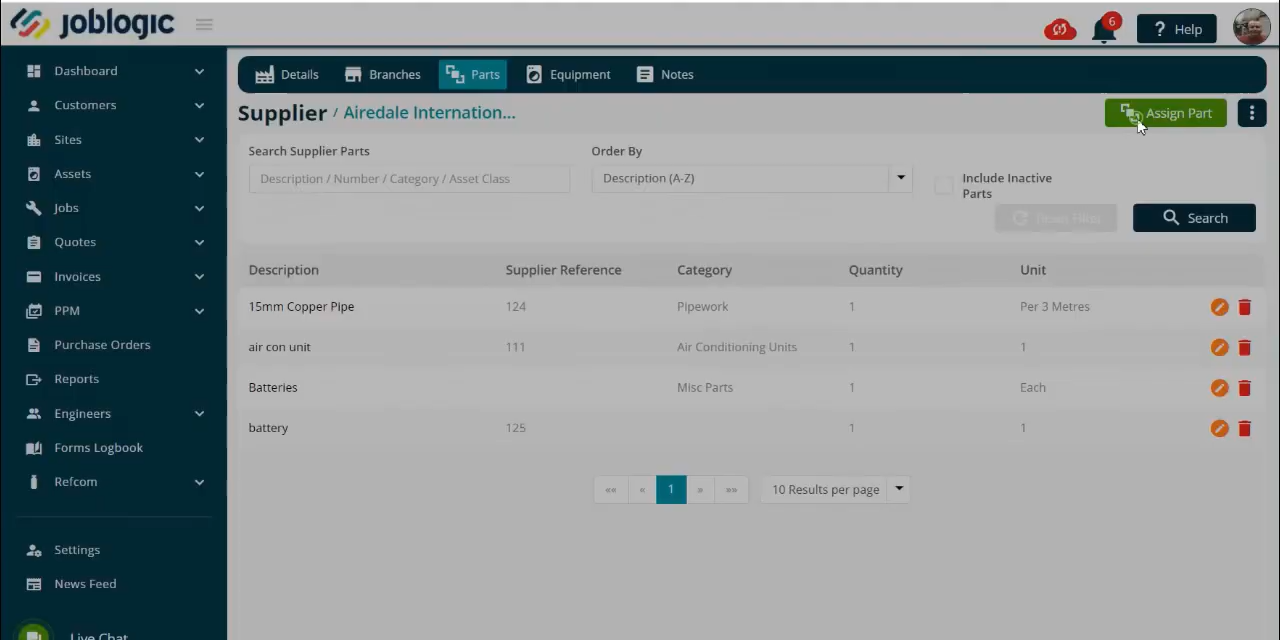 joblogic
6
? Help
Dashboard
Customers
Sites
Assets
Jobs
Quotes
Invoices
PPM
Purchase Orders
Reports
Engineers
Forms Logbook
Refcom
Settings
News Feed
Live Chat
Details
Branches
Parts
Equipment
Notes
Supplier / Airedale Internation...
Assign Part
Search Supplier Parts
Order By
Description / Number / Category / Asset Class
Description (A-Z)
Include Inactive
Parts
Reset Filter
Search
Description Supplier Reference Category Quantity Unit
15mm Copper Pipe 124 Pipework 1 Per 3 Metres
air con unit 111 Air Conditioning Units 1 1
Batteries Misc Parts 1 Each
battery 125 1 1
«« « 1 » »» 10 Results per page